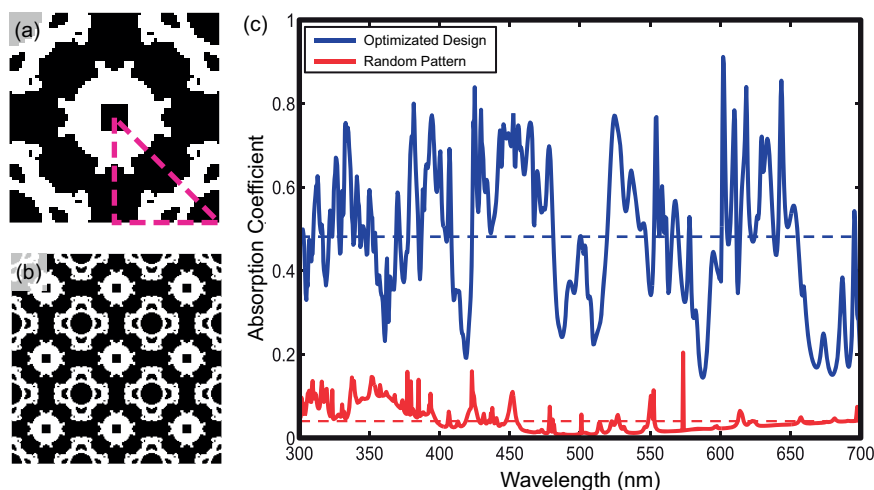 (a)
(b)
(c)
Absorption Coefficient
1
0.8
0.6
0.4
0.2
0
Optimizated Design
Random Pattern
300 350 400 450 500 550 600 650 700
Wavelength (nm)